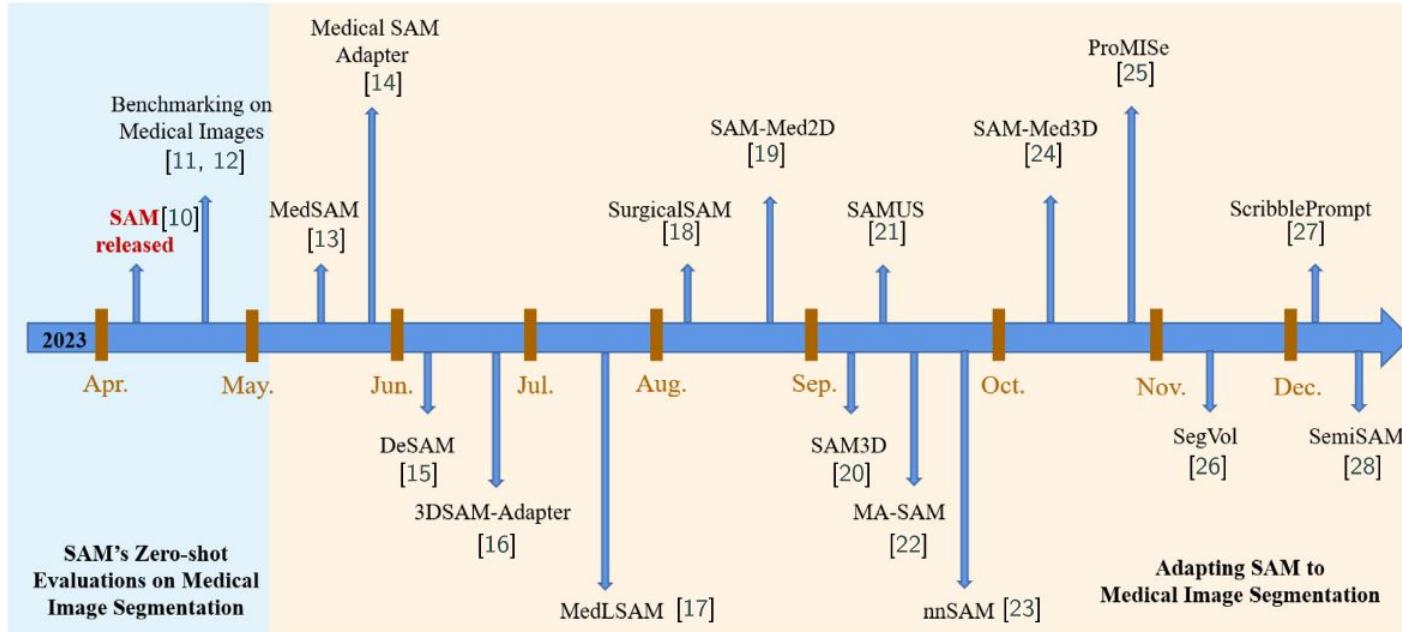 Medical SAM
Adapter
[14]
ProMISe
[25]
Benchmarking on
Medical Images
[11, 12]
SAM-Med2D
[19]
SAM-Med3D
[24]
SAM[10]
released
MedSAM
[13]
SurgicalSAM
[18]
SAMUS
[21]
ScribblePrompt
[27]
2023
Apr.
May.
Jun.
Jul.
Aug.
Sep.
Oct.
Nov.
Dec.
DeSAM
[15]
SAM3D
[20]
SegVol
[26]
SemiSAM
[28]
3DSAM-Adapter
[16]
MA-SAM
[22]
MedLSAM [17]
nnSAM [23]
SAM's Zero-shot
Evaluations on Medical
Image Segmentation
Adapting SAM to
Medical Image Segmentation